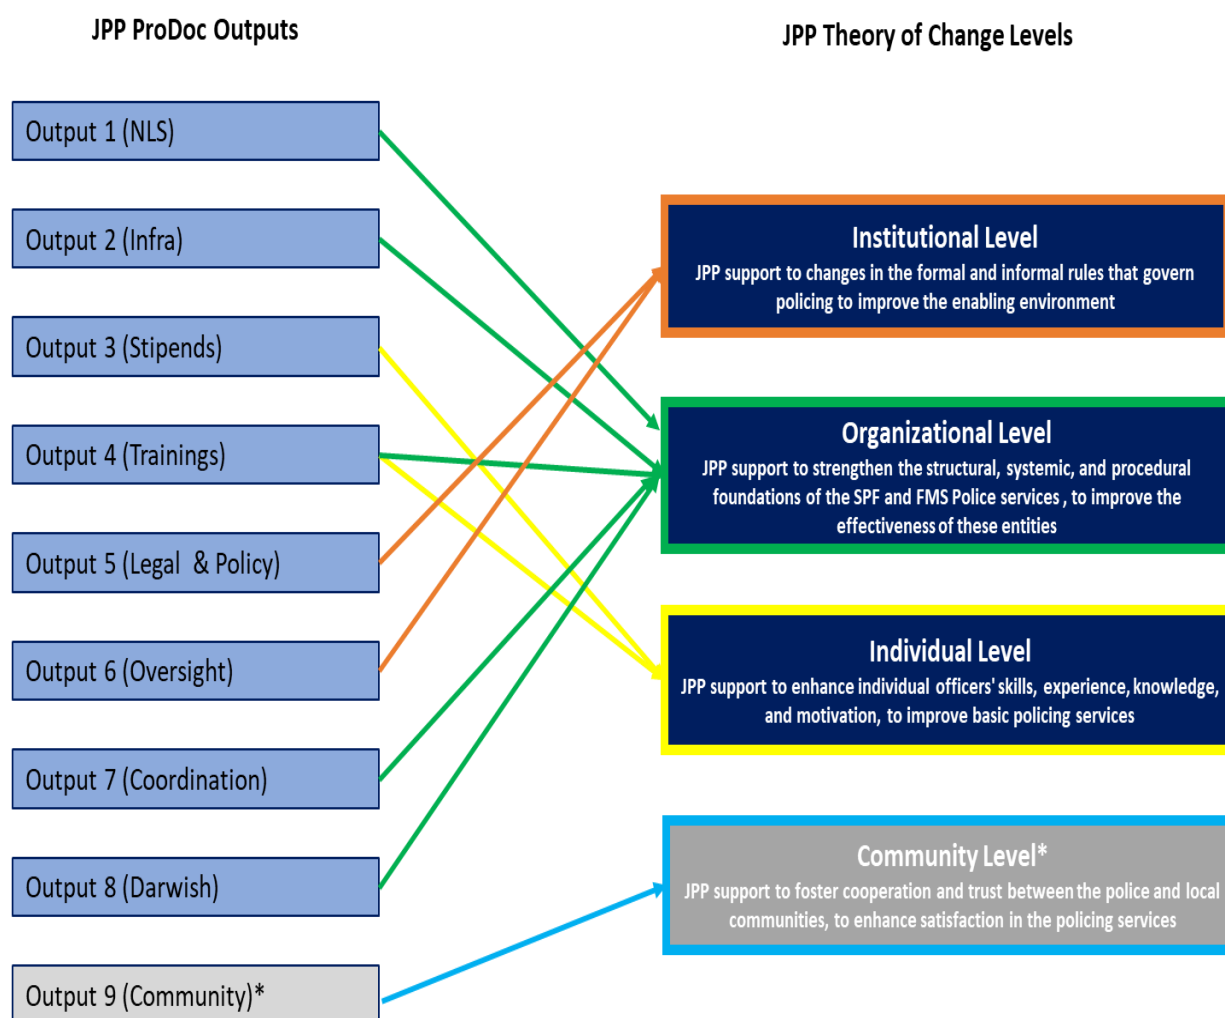 JPP ProDoc Outputs
JPP Theory of Change Levels
Output 1 (NLS)
Output 2 (Infra)
Output 3 (Stipends)
Output 4 (Trainings)
Output 5 (Legal & Policy)
Output 6 (Oversight)
Output 7 (Coordination)
Output 8 (Darwish)
Output 9 (Community)*
Institutional Level
JPP support to changes in the formal and informal rules that govern
policing to improve the enabling environment
Organizational Level
JPP support to strengthen the structural, systemic, and procedural
foundations of the SPF and FMS Police services , to improve the
effectiveness of these entities
Individual Level
JPP support to enhance individual officers' skills, experience, knowledge,
and motivation, to improve basic policing services
Community Level*
JPP support to foster cooperation and trust between the police and local
communities, to enhance satisfaction in the policing services